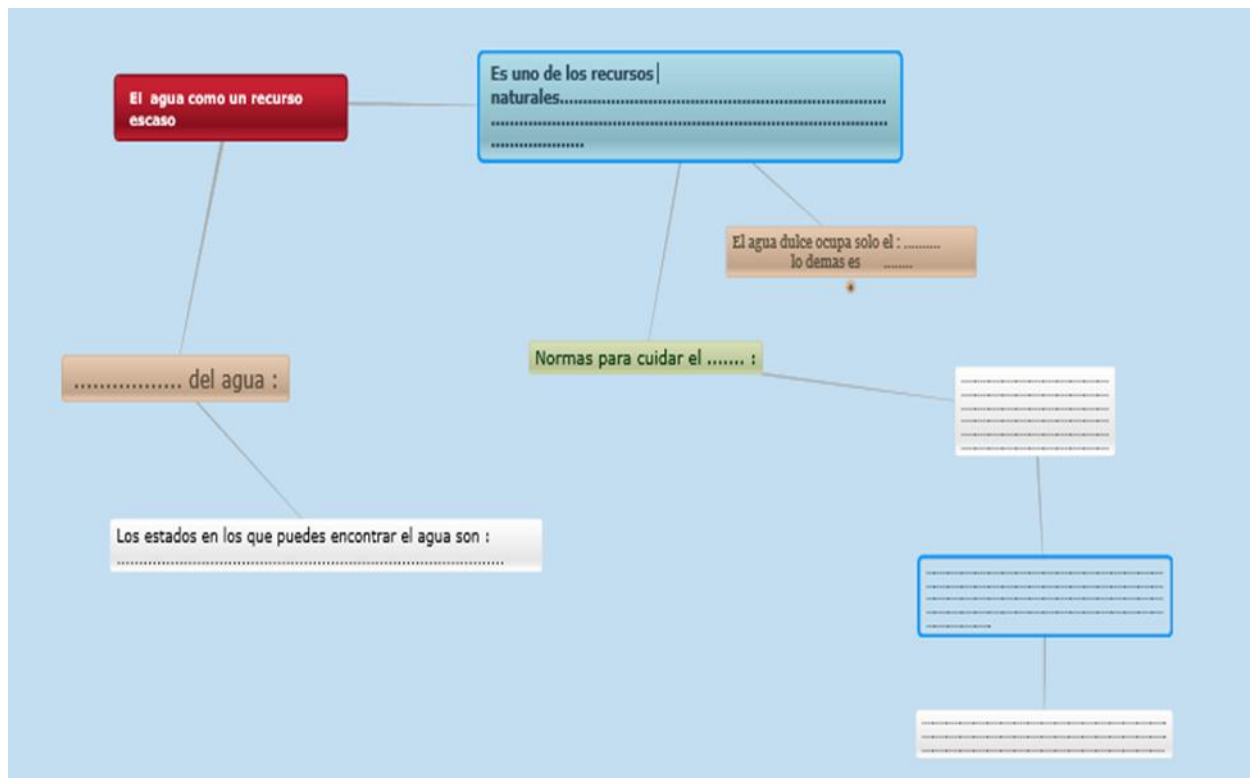 El agua como un recurso
escaso
Es uno de los recursos
naturales.......................................................................
......................................................................................
....................
El agua dulce ocupa solo el : ..........
lo demas es ........
Normas para cuidar el ....... :
................. del agua :
Los estados en los que puedes encontrar el agua son :
.......................................................................................